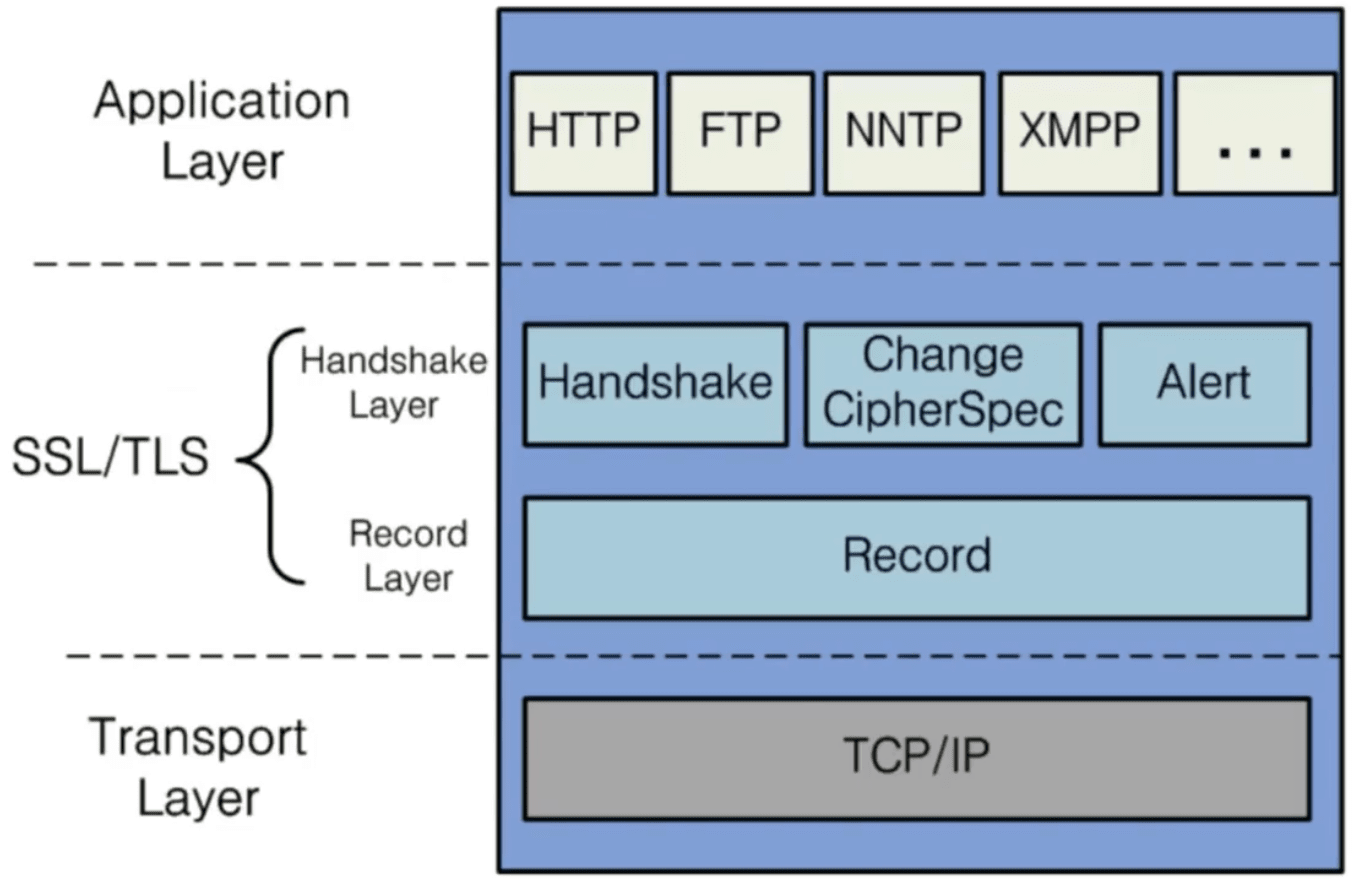 Application
Layer
HTTP
FTP
NNTP
XMPP
...
SSL/TLS
Handshake
Layer
Handshake
Change
CipherSpec
Alert
Record
Layer
Record
Transport
Layer
TCP/IP